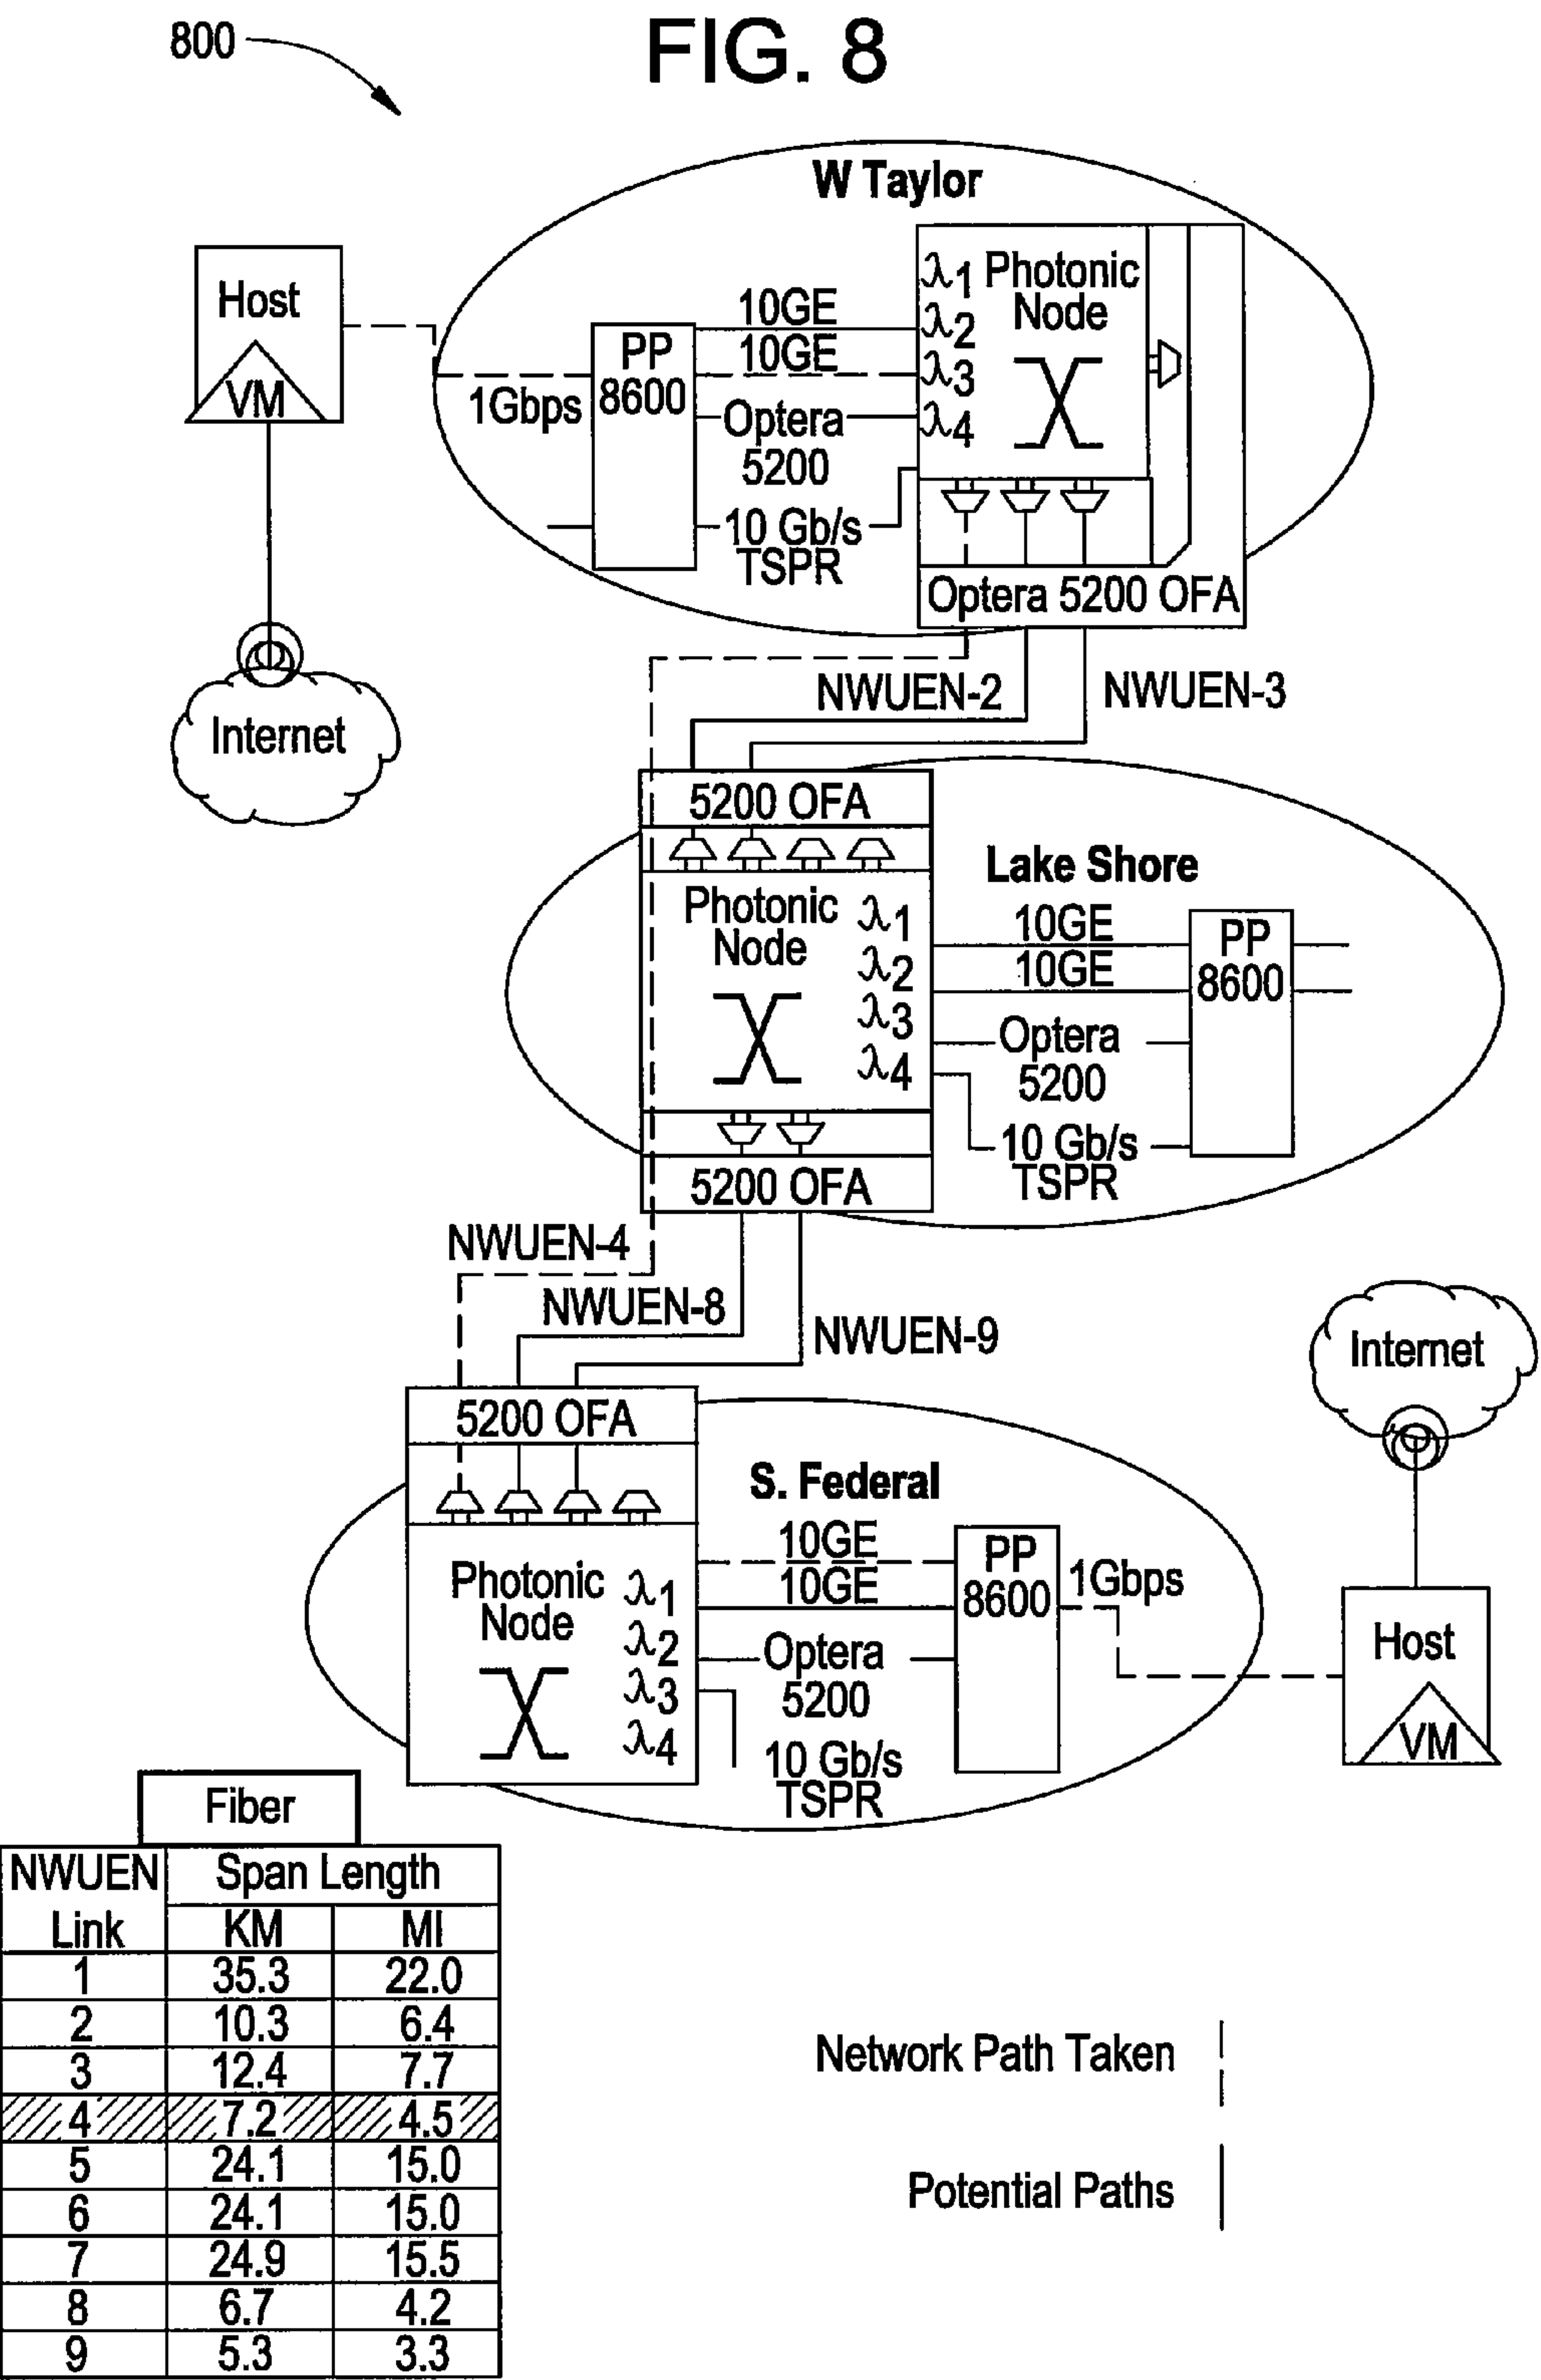 FIG. 8
800
W Taylor
Host
VM
Internet
1Gbps
PP
8600
10GE
10GE
Optera
5200
10 Gb/s
TSPR
λ1
λ2
λ3
λ4
Photonic
Node
Optera 5200 OFA
NWUEN-2
NWUEN-3
5200 OFA
Lake Shore
Photonic
Node
λ1
λ2
λ3
λ4
10GE
10GE
Optera
5200
10 Gb/s
TSPR
PP
8600
5200 OFA
NWUEN-4
NWUEN-8
NWUEN-9
5200 OFA
S. Federal
Photonic
Node
λ1
λ2
λ3
λ4
10GE
10GE
Optera
5200
10 Gb/s
TSPR
PP
8600
1Gbps
Internet
Host
VM
Fiber
NWUEN Span Length
Link KM MI
1 35.3 22.0
2 10.3 6.4
3 12.4 7.7
4 7.2 4.5
5 24.1 15.0
6 24.1 15.0
7 24.9 15.5
8 6.7 4.2
9 5.3 3.3
Network Path Taken
Potential Paths